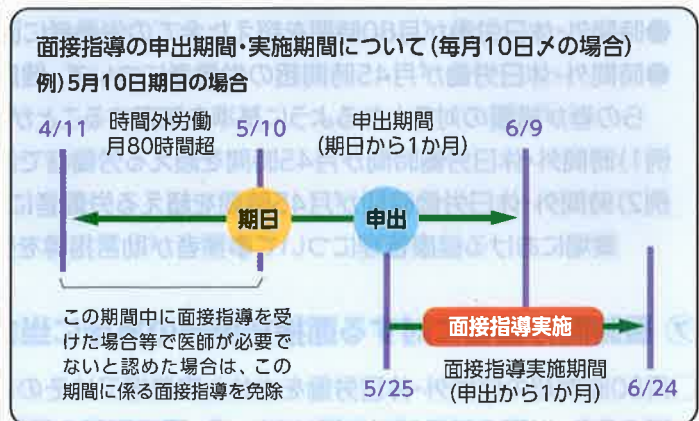 面接指導の申出期間・実施期間について(毎月10日〆の場合)
例)5月10日期日の場合
4/11
時間外労働
月80時間超
5/10
申出期間
(期日から1か月)
6/9
期日
申出
この期間中に面接指導を受
けた場合等で医師が必要で
ないと認めた場合は、この
期間に係る面接指導を免除
面接指導実施
5/25
面接指導実施期間
(申出から1か月)
6/24